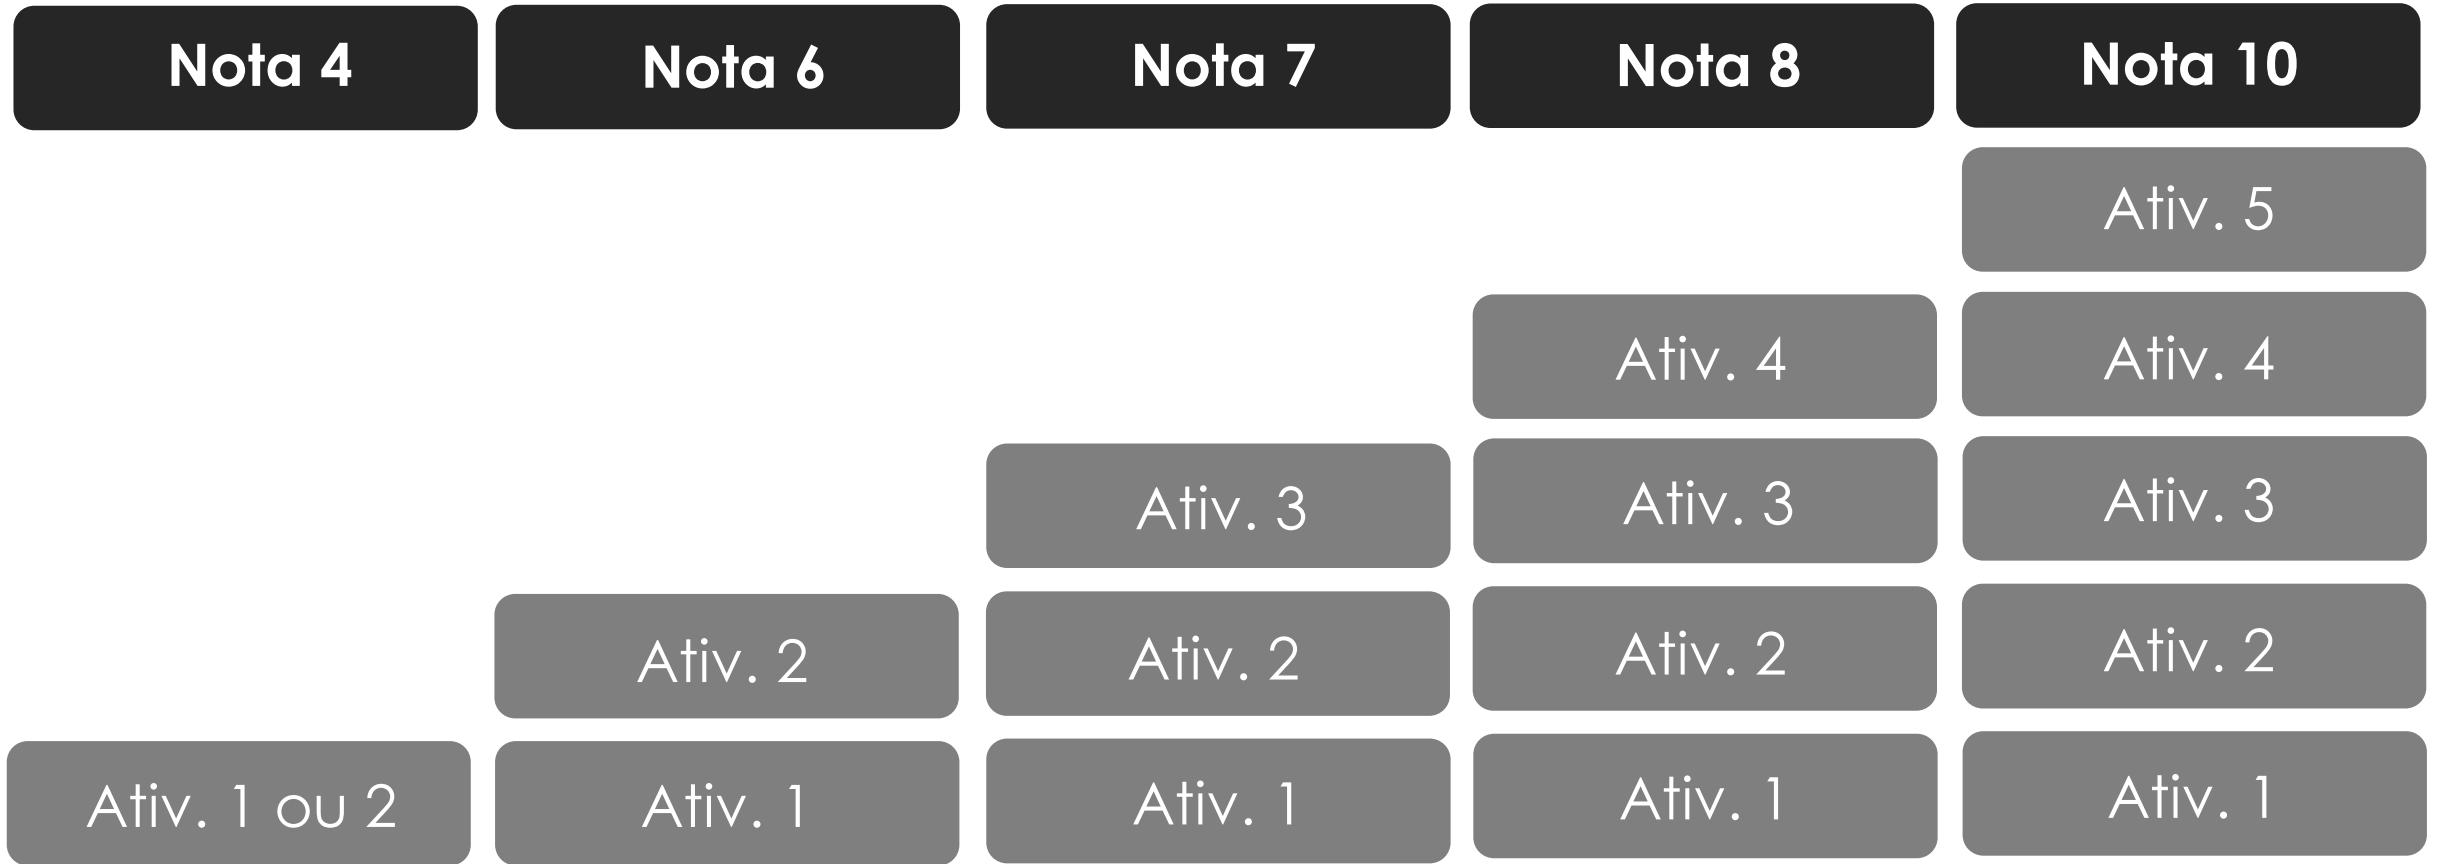 Nota 4
Nota 6
Nota 7
Nota 8
Nota 10
Ativ. 5
Ativ. 4
Ativ. 4
Ativ. 3
Ativ. 3
Ativ. 3
Ativ. 2
Ativ. 2
Ativ. 2
Ativ. 2
Ativ. 1 ou 2
Ativ. 1
Ativ. 1
Ativ. 1
Ativ. 1